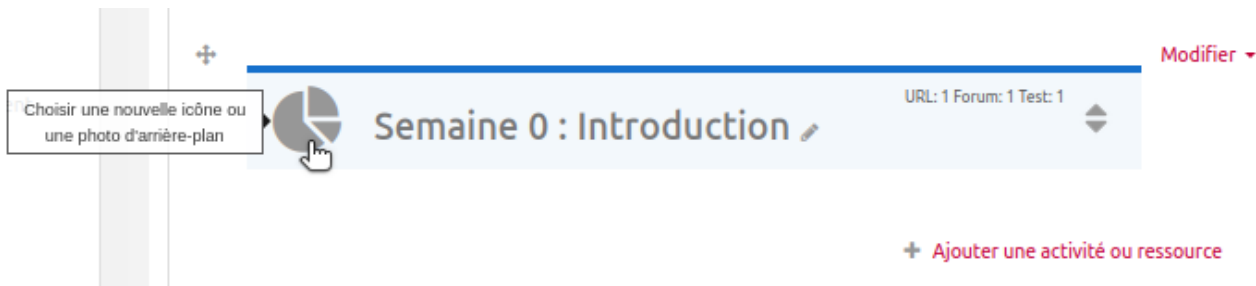 Modifier
Choisir une nouvelle icône ou
une photo d'arrière-plan
URL: 1 Forum: 1 Test: 1
Semaine 0 : Introduction
Ajouter une activité ou ressource